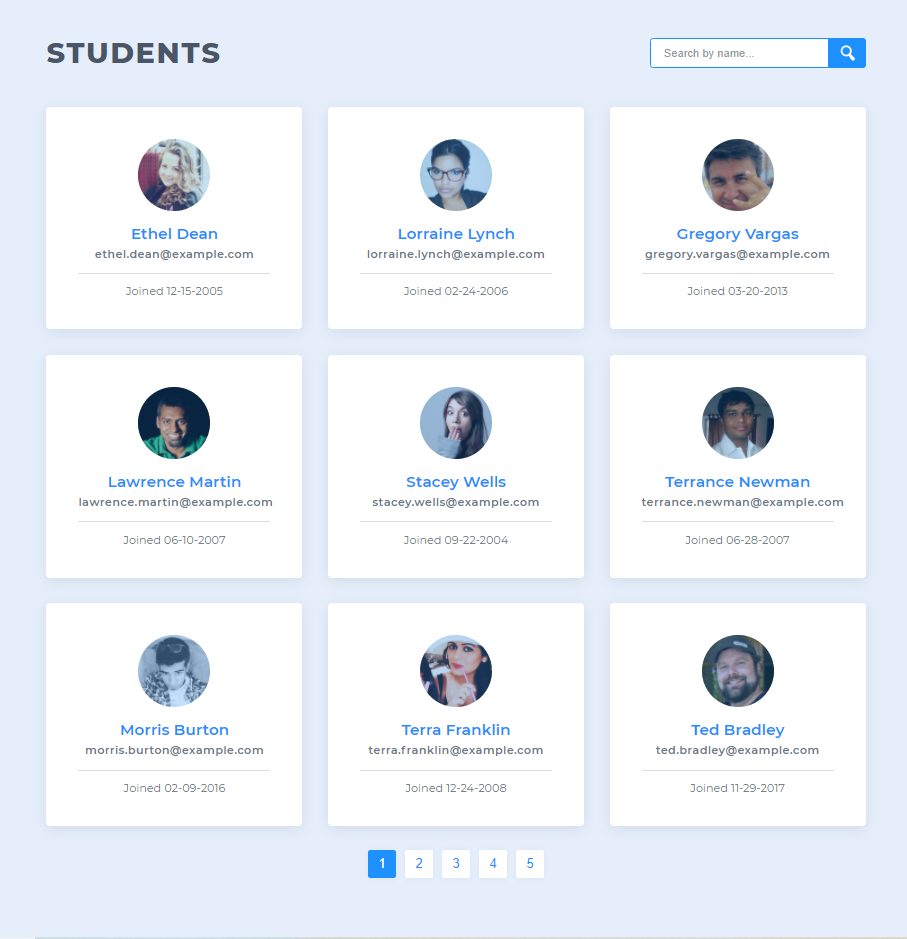 STUDENTS
Search by name...
Ethel Dean
ethel.dean@example.com
Joined 12-15-2005
Lorraine Lynch
lorraine.lynch@example.com
Joined 02-24-2006
Gregory Vargas
gregory.vargas@example.com
Joined 03-20-2013
Lawrence Martin
lawrence.martin@example.com
Joined 06-10-2007
Stacey Wells
stacey.wells@example.com
Joined 09-22-2004
Terrance Newman
terrance.newman@example.com
Joined 06-28-2007
Morris Burton
morris.burton@example.com
Joined 02-09-2016
Terra Franklin
terra.franklin@example.com
Joined 12-24-2008
Ted Bradley
ted.bradley@example.com
Joined 11-29-2017
1 2 3 4 5